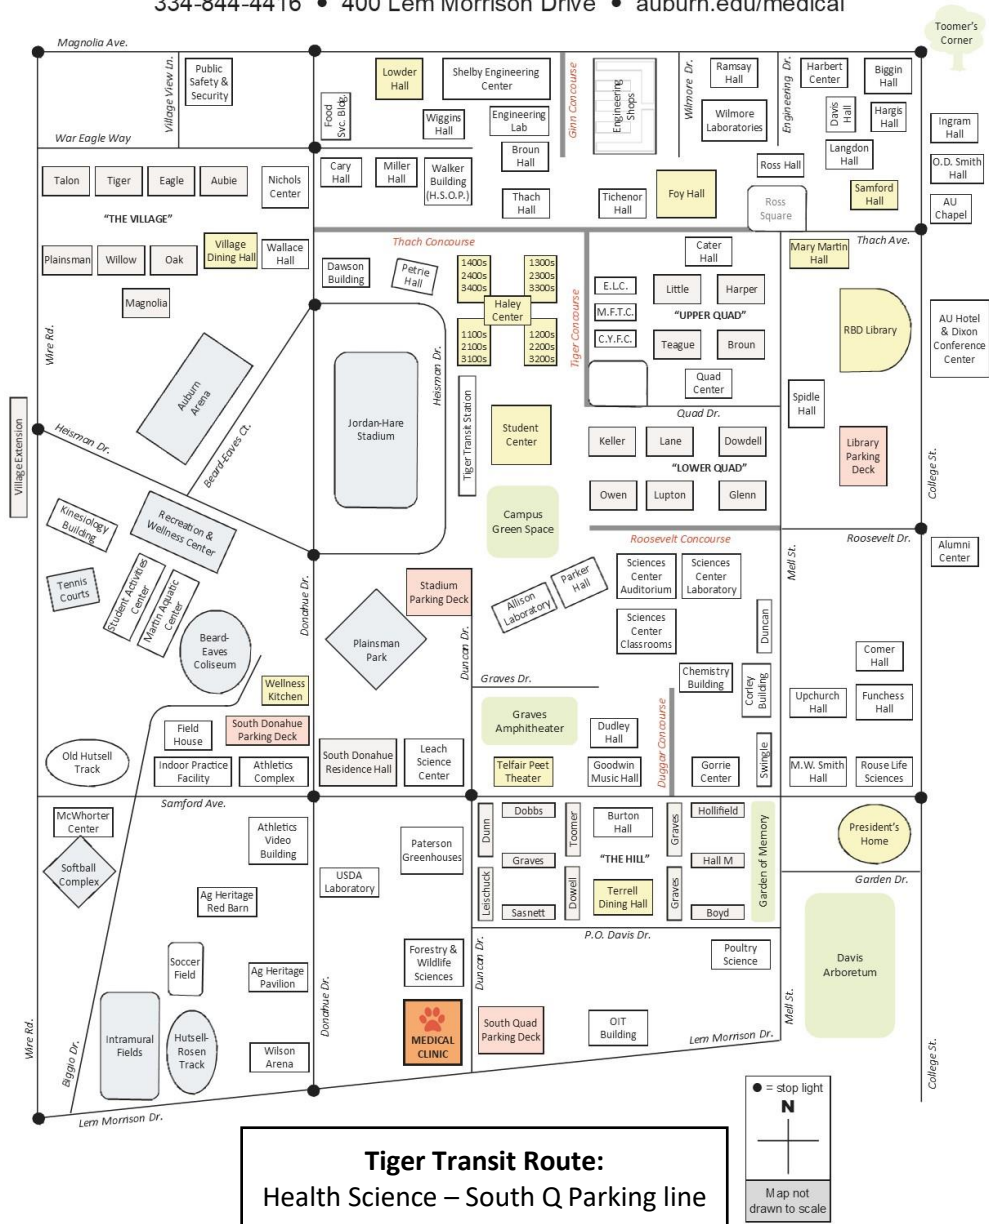 334-844-4416 • 400 Lem Morrison Drive • auburn.edu/medical
Toomer's
Corner
Magnolia Ave.
Village View Ln.
Public
Safety &
Security
Food
Svc. Bldg.
Lowder
Hall
Shelby Engineering
Center
Wiggins
Hall
Engineering
Lab
Broun
Hall
Ginn Concourse
Engineering
Shops
Wilmore Dr.
Ramsay
Hall
Wilmore
Laboratories
Engineering Dr.
Harbert
Center
Biggin
Hall
Davis
Hall
Hargis
Hall
Langdon
Hall
Ingram
Hall
War Eagle Way
Talon
Tiger
Eagle
Aubie
Nichols
Center
Cary
Hall
Miller
Hall
Walker
Building
(H.S.O.P.)
Thach
Hall
Tichenor
Hall
Foy Hall
Ross Hall
Ross
Square
Samford
Hall
O.D. Smith
Hall
AU
Chapel
"THE VILLAGE"
Plainsman
Willow
Oak
Village
Dining Hall
Wallace
Hall
Magnolia
Thach Concourse
Thach Ave.
Dawson
Building
Petrie
Hall
1400s
2400s
3400s
1300s
2300s
3300s
Haley
Center
1100s
2100s
3100s
1200s
2200s
3200s
Tiger Concourse
Cater
Hall
E.L.C.
M.F.T.C.
C.Y.F.C.
Little
Harper
"UPPER QUAD"
Teague
Broun
Quad
Center
Quad Dr.
Mary Martin
Hall
RBD Library
AU Hotel
& Dixon
Conference
Center
Spidle
Hall
Library
Parking
Deck
College St.
Wire Rd.
Auburn
Arena
Beard-Eaves Ct.
Jordan-Hare
Stadium
Heisman Dr.
Tiger Transit Station
Student
Center
Campus
Green Space
Keller
Lane
Dowdell
"LOWER QUAD"
Owen
Lupton
Glenn
Village Extension
Heisman Dr.
Kinesiology
Building
Recreation &
Wellness Center
Tennis
Courts
Student Activities
Center
Martin Aquatic
Center
Beard-
Eaves
Coliseum
Donahue Dr.
Roosevelt Concourse
Roosevelt Dr.
Mell St.
Alumni
Center
Stadium
Parking Deck
Plainsman
Park
Duncan Dr.
Allison
Laboratory
Parker
Hall
Sciences
Center
Auditorium
Sciences
Center
Laboratory
Sciences
Center
Classrooms
Duncan
Comer
Hall
Chemistry
Building
Corley
Building
Upchurch
Hall
Funchess
Hall
Graves Dr.
Graves
Amphitheater
Dudley
Hall
Duggar Concourse
Wellness
Kitchen
South Donahue
Parking Deck
Field
House
Old Hutsell
Track
Indoor Practice
Facility
Athletics
Complex
South Donahue
Residence Hall
Leach
Science
Center
Telfair Peet
Theater
Goodwin
Music Hall
Gorrie
Center
Swingle
M.W. Smith
Hall
Rouse Life
Sciences
Samford Ave.
McWhorter
Center
Softball
Complex
Athletics
Video
Building
Paterson
Greenhouses
USDA
Laboratory
Ag Heritage
Red Barn
Dunn
Dobbs
Toomer
Burton
Hall
Graves
Hollifield
Graves
"THE HILL"
Hall M
Leischuck
Sasnett
Dowell
Terrell
Dining Hall
Graves
Boyd
Garden of Memory
President's
Home
Garden Dr.
P.O. Davis Dr.
Soccer
Field
Ag Heritage
Pavilion
Forestry &
Wildlife
Sciences
Duncan Dr.
Poultry
Science
Davis
Arboretum
Mell St.
Wire Rd.
Biggio Dr.
Intramural
Fields
Hutsell-
Rosen
Track
Wilson
Arena
Donahue Dr.
MEDICAL
CLINIC
South Quad
Parking Deck
OIT
Building
Lem Morrison Dr.
College St.
Lem Morrison Dr.
● = stop light
N
Map not
drawn to scale
Tiger Transit Route:
Health Science – South Q Parking line